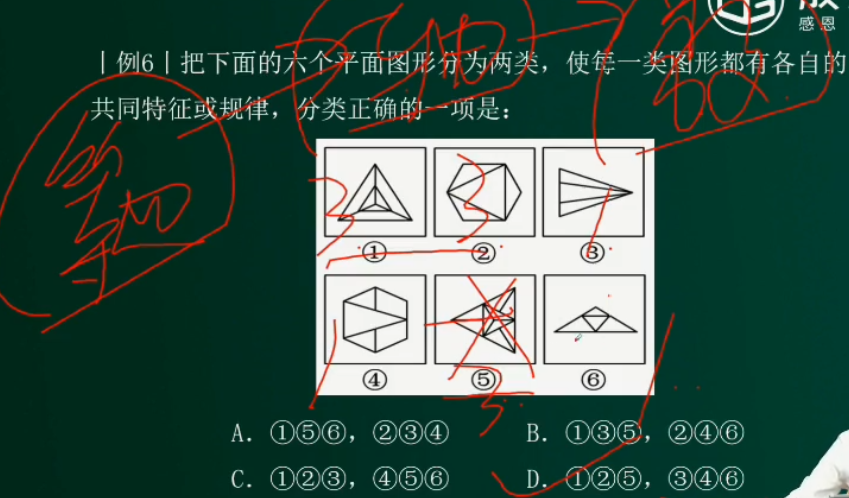 感恩
｜例6｜把下面的六个平面图形分为两类，使每一类图形都有各自的
共同特征或规律，分类正确的一项是：
3 3
① ② ③
④ ⑤ ⑥
3
A. ①⑤⑥，②③④ B. ①③⑤，②④⑥
C. ①②③，④⑤⑥ D. ①②⑤，③④⑥